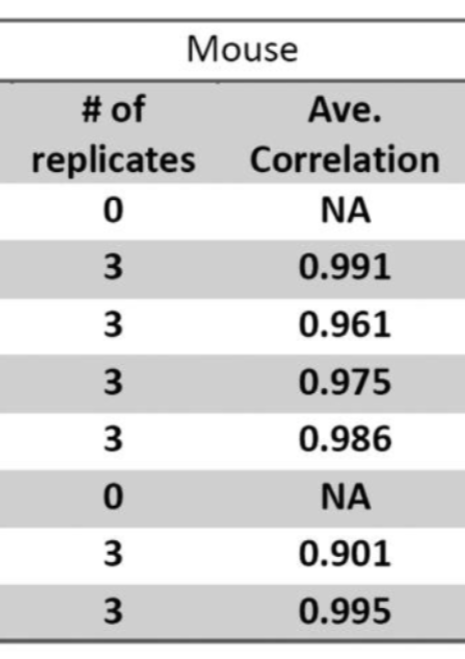 Mouse
# of Ave.
replicates Correlation
0 NA
3 0.991
3 0.961
3 0.975
3 0.986
0 NA
3 0.901
3 0.995